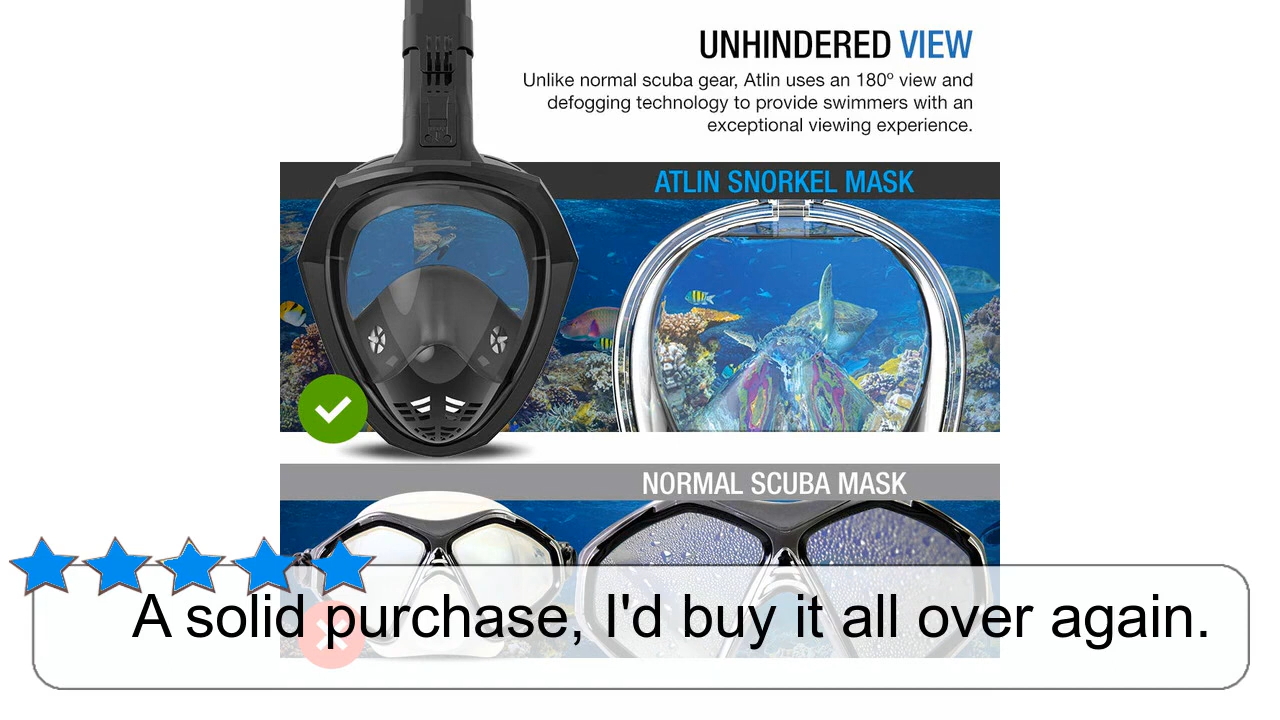 UNHINDERED VIEW
Unlike normal scuba gear, Atlin uses an 180º view and
defogging technology to provide swimmers with an
exceptional viewing experience.
ATLIN SNORKEL MASK
NORMAL SCUBA MASK
A solid purchase, I'd buy it all over again.